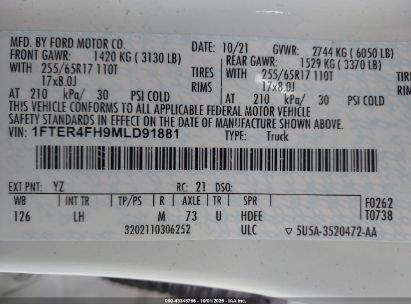 MFD. BY FORD MOTOR CO. DATE: 10/21 GVWR: 2744 KG ( 6050 LB)
FRONT GAWR: 1420 KG ( 3130 LB) REAR GAWR: 1529 KG ( 3370 LB)
WITH 255/65R17 110T TIRES WITH 255/65R17 110T
17x8.0J RIMS 17x8.0J
AT 210 kPa/ 30 PSI COLD AT 210 kPa/ 30 PSI COLD
THIS VEHICLE CONFORMS TO ALL APPLICABLE FEDERAL MOTOR VEHICLE
SAFETY STANDARDS IN EFFECT ON THE DATE OF MANUFACTURE SHOWN ABOVE.
VIN: 1FTER4FH9MLD91881 TYPE: Truck
EXT PNT: YZ RC: 21 DSO:
WB INT TR TP/PS R AXLE TR SPR F0262
126 LH M 73 U HDEE T0738
3202110306252 ULC ▽ 5U5A-3520472-AA